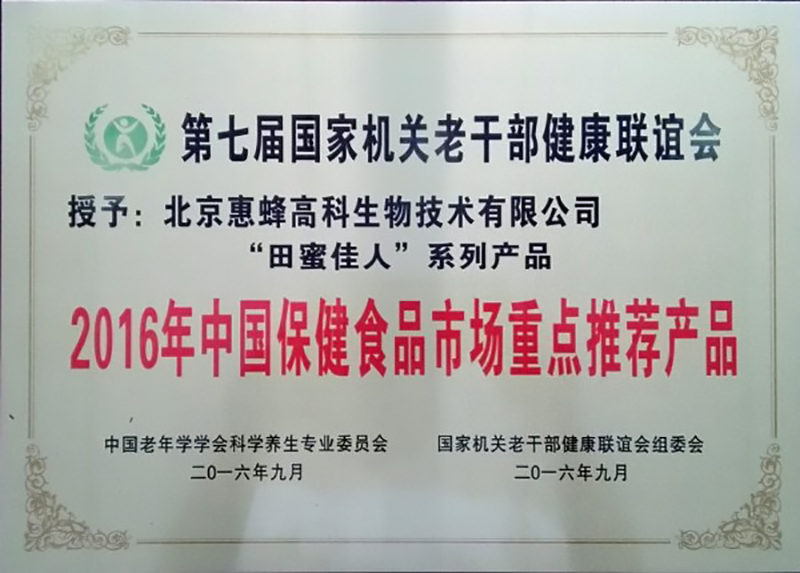 第七届国家机关老干部健康联谊会
授予：北京惠蜂高科生物技术有限公司
“田蜜佳人”系列产品
2016年中国保健食品市场重点推荐产品
中国老年学学会科学养生专业委员会
二〇一六年九月
国家机关老干部健康联谊会组委会
二〇一六年九月